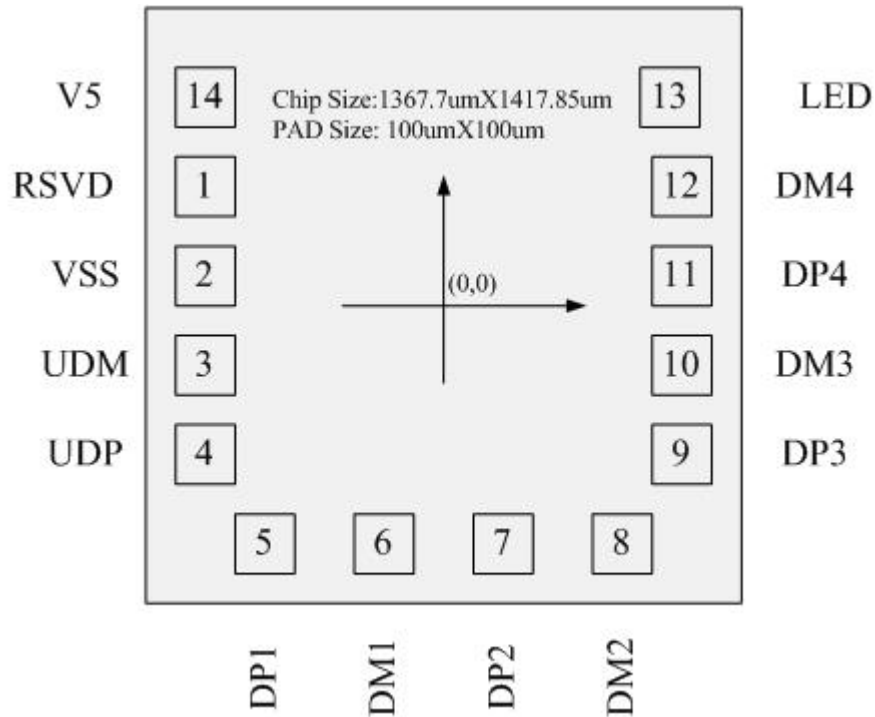 V5 14 Chip Size:1367.7umX1417.85um 13 LED
PAD Size: 100umX100um
RSVD 1 12 DM4
VSS 2 (0,0) 11 DP4
UDM 3 10 DM3
UDP 4 9 DP3
5 6 7 8
DP1 DM1 DP2 DM2